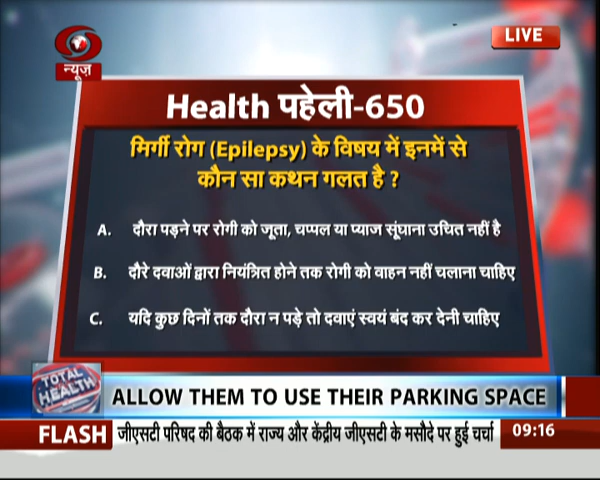 LIVE
न्यूज़
Health पहेली-650
मिर्गी रोग (Epilepsy) के विषय में इनमें से
कौन सा कथन गलत है ?
A. दौरा पड़ने पर रोगी को जूता, चप्पल या प्याज सूंघाना उचित नहीं है
B. दौरे दवाओं द्वारा नियंत्रित होने तक रोगी को वाहन नहीं चलाना चाहिए
C. यदि कुछ दिनों तक दौरा न पड़े तो दवाएं स्वयं बंद कर देनी चाहिए
TOTAL HEALTH
ALLOW THEM TO USE THEIR PARKING SPACE
FLASH जीएसटी परिषद की बैठक में राज्य और केंद्रीय जीएसटी के मसौदे पर हुई चर्चा 09:16